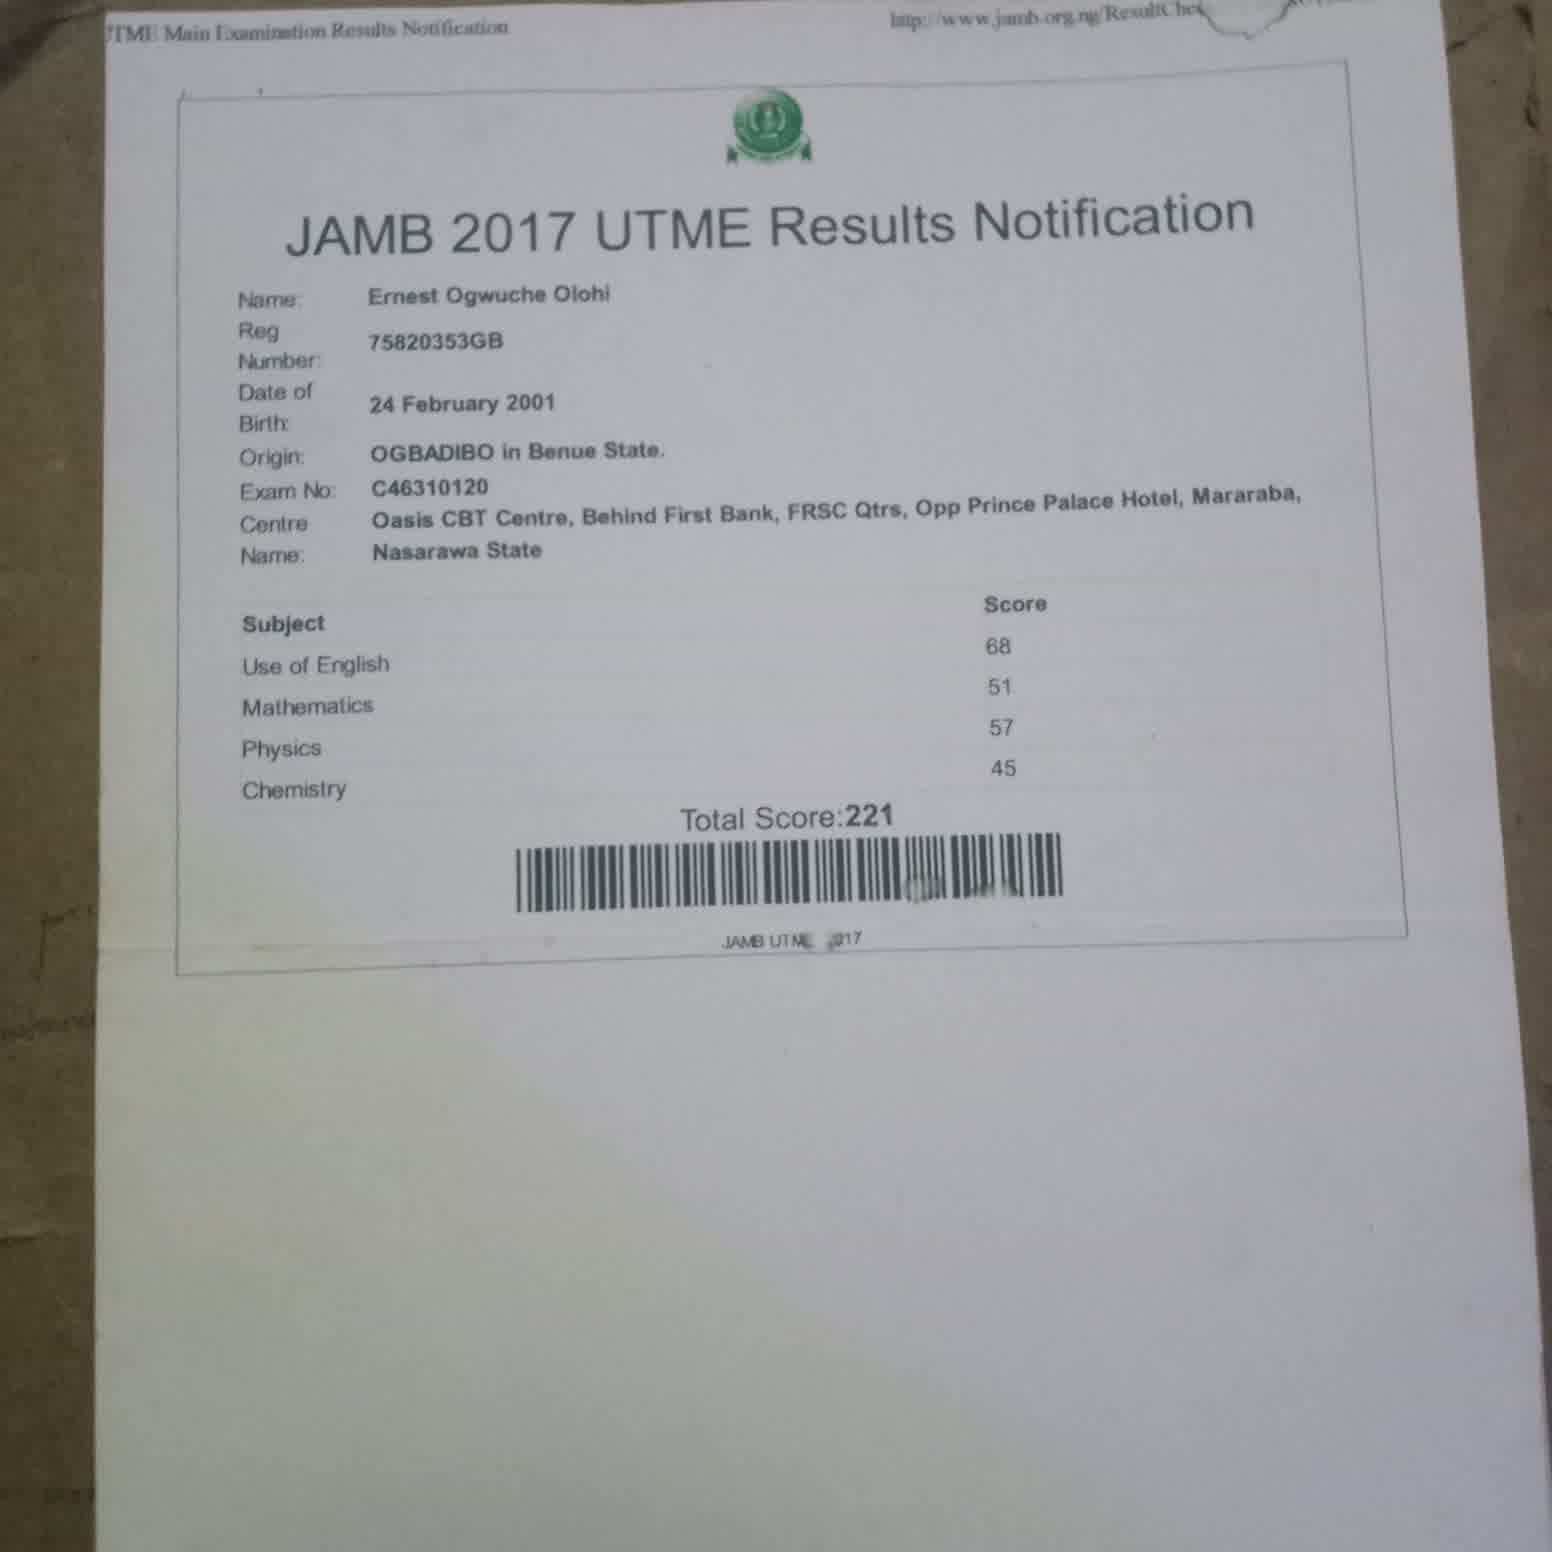 UTME Main Examination Results Notification
http://www.jamb.org.ng/ResultChe
JAMB 2017 UTME Results Notification
Name: Ernest Ogwuche Olohi
Reg Number: 75820353GB
Date of Birth: 24 February 2001
Origin: OGBADIBO in Benue State.
Exam No: C46310120
Centre Name: Oasis CBT Centre, Behind First Bank, FRSC Qtrs, Opp Prince Palace Hotel, Mararaba,
Nasarawa State
Subject Score
Use of English 68
Mathematics 51
Physics 57
Chemistry 45
Total Score:221
JAMB UTME 2017